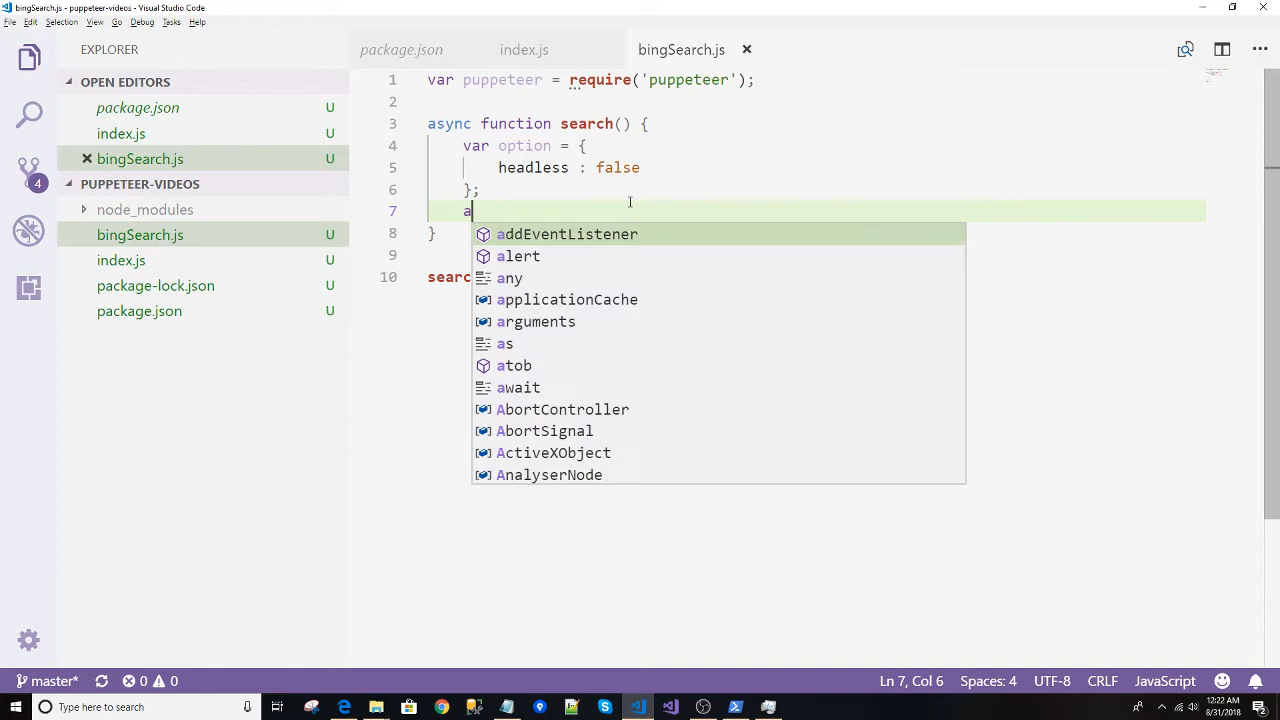 bingSearch.js - puppeteer-videos - Visual Studio Code
File Edit Selection View Go Debug Tasks Help
EXPLORER
OPEN EDITORS
package.json U
index.js U
bingSearch.js U
PUPPETEER-VIDEOS
node_modules
bingSearch.js U
index.js U
package-lock.json U
package.json U
4
package.json index.js bingSearch.js
1 var puppeteer = require('puppeteer');
2
3 async function search() {
4 var option = {
5 headless : false
6 };
7 a
8 }
9
10 searc
addEventListener
alert
any
applicationCache
arguments
as
atob
await
AbortController
AbortSignal
ActiveXObject
AnalyserNode
master* 0 0 Ln 7, Col 6 Spaces: 4 UTF-8 CRLF JavaScript
Type here to search 12:22 AM
8/31/2018